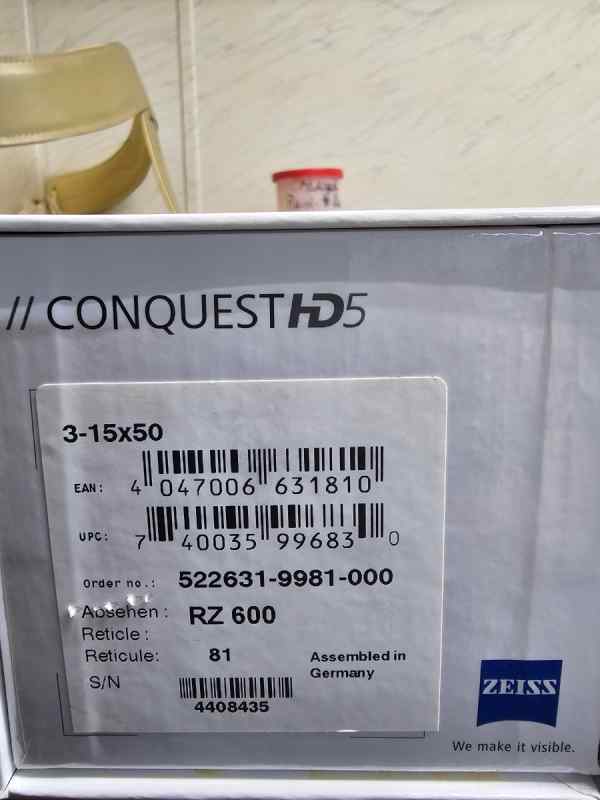 // CONQUEST HD5
3-15x50
EAN: 4 047006 631810
UPC: 7 40035 99683 0
Order no.: 522631-9981-000
Absehen : RZ 600
Reticle :
Reticule: 81
Assembled in
Germany
S/N
4408435
ZEISS
We make it visible.